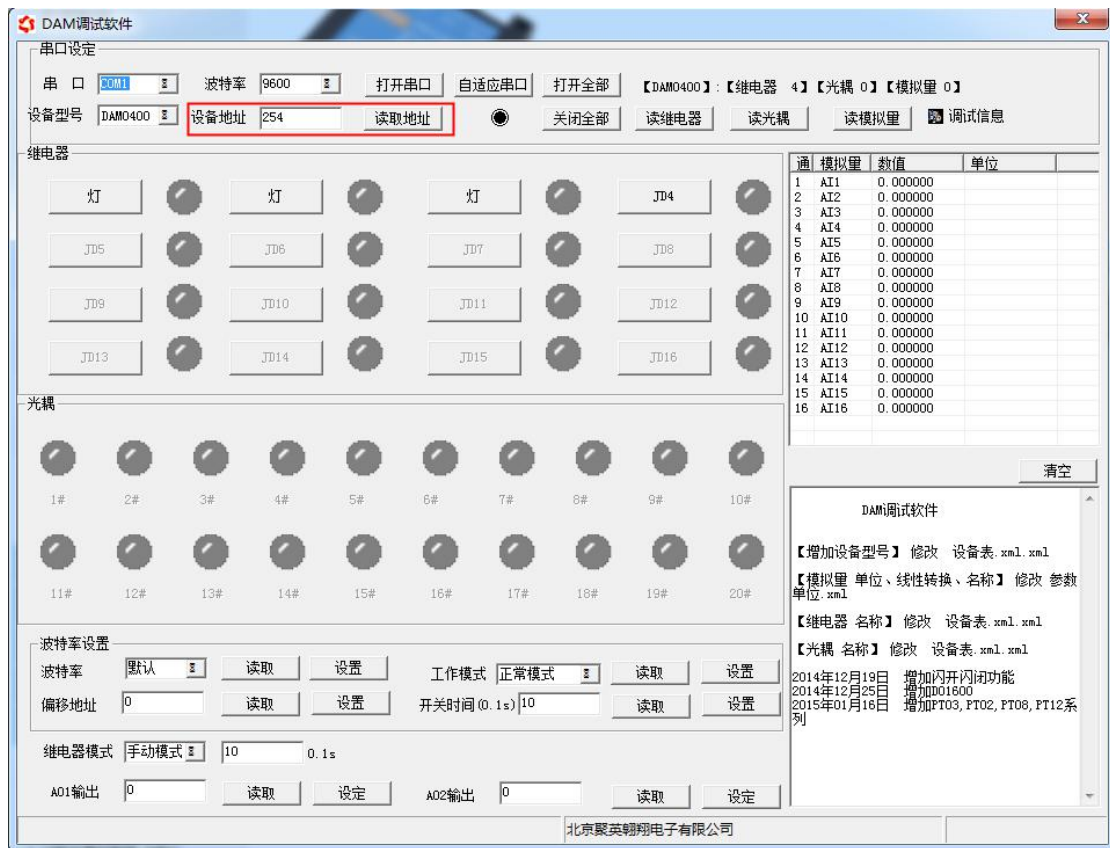 DAM调试软件
串口设定
串 口 COM1 波特率 9600 打开串口 自适应串口 打开全部 【DAM0400】:【继电器 4】【光耦 0】【模拟量 0】
设备型号 DAM0400 设备地址 254 读取地址 关闭全部 读继电器 读光耦 读模拟量 调试信息
继电器
灯 灯 灯 JD4
JD5 JD6 JD7 JD8
JD9 JD10 JD11 JD12
JD13 JD14 JD15 JD16
通 模拟量 数值 单位
1 AI1 0.000000
2 AI2 0.000000
3 AI3 0.000000
4 AI4 0.000000
5 AI5 0.000000
6 AI6 0.000000
7 AI7 0.000000
8 AI8 0.000000
9 AI9 0.000000
10 AI10 0.000000
11 AI11 0.000000
12 AI12 0.000000
13 AI13 0.000000
14 AI14 0.000000
15 AI15 0.000000
16 AI16 0.000000
光耦
1# 2# 3# 4# 5# 6# 7# 8# 9# 10#
11# 12# 13# 14# 15# 16# 17# 18# 19# 20#
清空
DAM调试软件
【增加设备型号】 修改 设备表.xml.xml
【模拟量 单位、线性转换、名称】 修改 参数
单位.xml
【继电器 名称】 修改 设备表.xml.xml
【光耦 名称】 修改 设备表.xml.xml
2014年12月19日 增加闪开闪闭功能
2014年12月25日 增加DO1600
2015年01月16日 增加PT03,PT02,PT08,PT12系
列
波特率设置
波特率 默认 读取 设置 工作模式 正常模式 读取 设置
偏移地址 0 读取 设置 开关时间(0.1s) 10 读取 设置
继电器模式 手动模式 10 0.1s
AO1输出 0 读取 设定 AO2输出 0 读取 设定
北京聚英翱翔电子有限公司